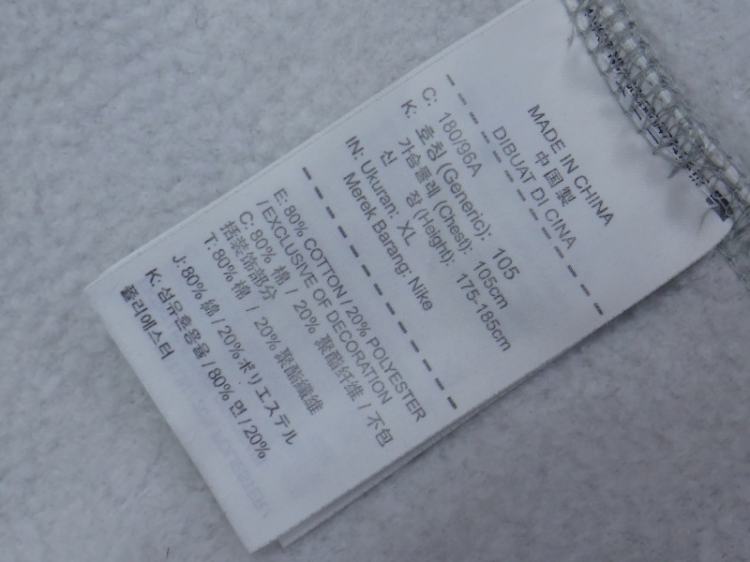 MADE IN CHINA
中国製
DIBUAT DI CINA
C: 180/96A
K: 호칭 (Generic): 105
가슴둘레 (Chest): 105cm
신 장 (Height): 175-185cm
IN: Ukuran: XL
Merek Barang: Nike
E: 80% COTTON / 20% POLYESTER
/ EXCLUSIVE OF DECORATION
C: 80% 棉 / 20% 聚酯纤维 / 不包
括装饰部分
T: 80% 棉 / 20% 聚酯纖維
J: 80% 綿 / 20% ポリエステル
K: 섬유혼용율 / 80% 면 / 20%
폴리에스터